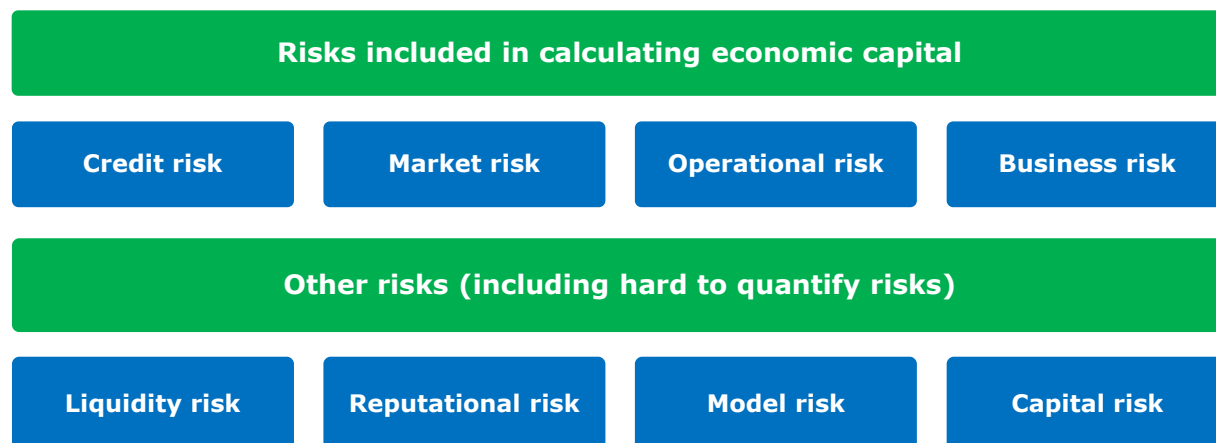 Risks included in calculating economic capital
Credit risk
Market risk
Operational risk
Business risk
Other risks (including hard to quantify risks)
Liquidity risk
Reputational risk
Model risk
Capital risk